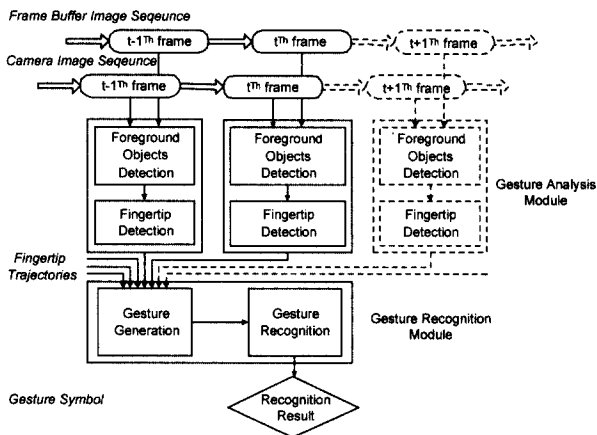 Frame Buffer Image Seqeunce
t-1Th frame
tTh frame
t+1Th frame
Camera Image Seqeunce
t-1Th frame
tTh frame
t+1Th frame
Foreground
Objects
Detection
Foreground
Objects
Detection
Foreground
Objects
Detection
Gesture Analysis
Module
Fingertip
Detection
Fingertip
Detection
Fingertip
Detection
Fingertip
Trajectories
Gesture
Generation
Gesture
Recognition
Gesture Recognition
Module
Gesture Symbol
Recognition
Result